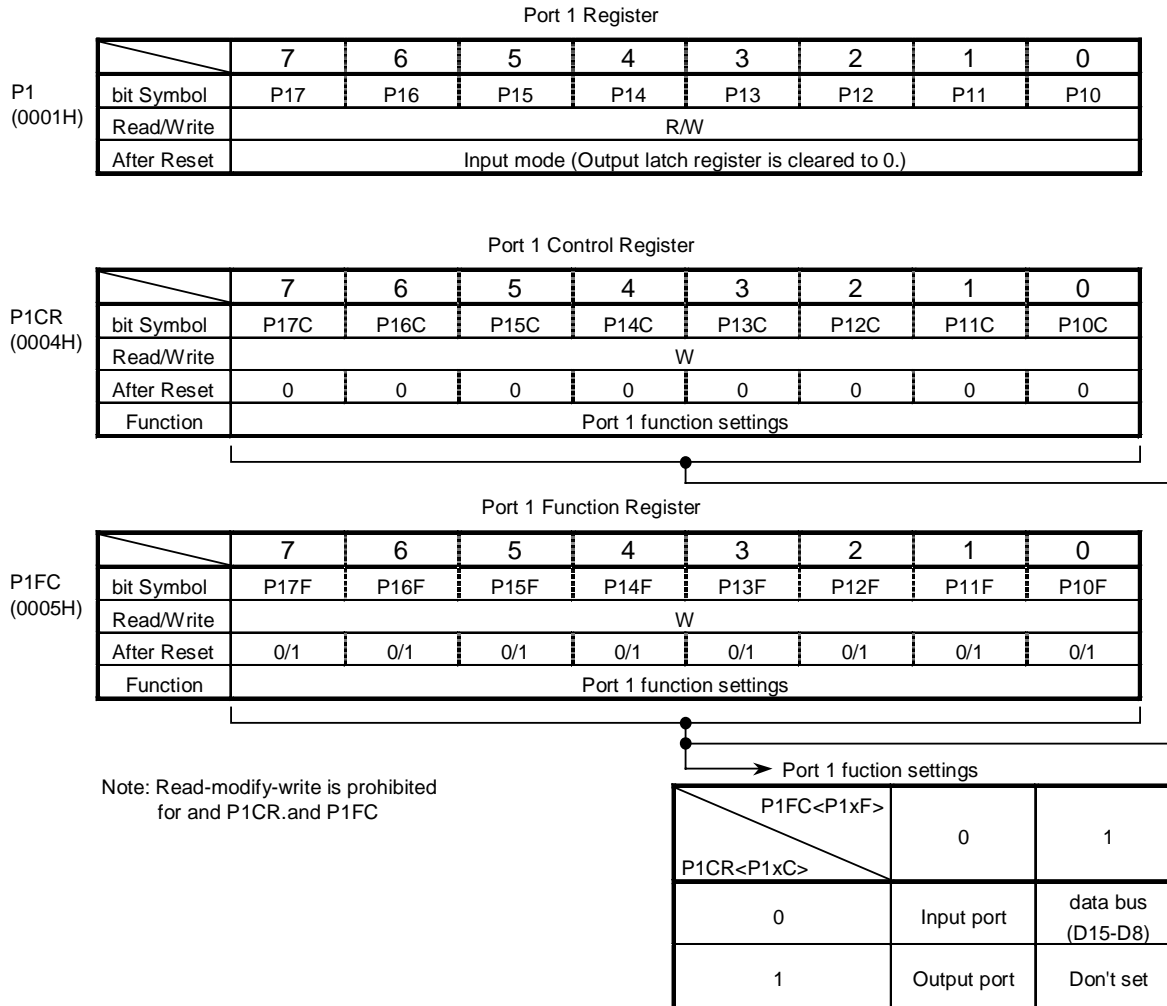 Port 1 Register
7 6 5 4 3 2 1 0
P1
(0001H)
bit Symbol P17 P16 P15 P14 P13 P12 P11 P10
Read/Write R/W
After Reset Input mode (Output latch register is cleared to 0.)
Port 1 Control Register
7 6 5 4 3 2 1 0
P1CR
(0004H)
bit Symbol P17C P16C P15C P14C P13C P12C P11C P10C
Read/Write W
After Reset 0 0 0 0 0 0 0 0
Function Port 1 function settings
Port 1 Function Register
7 6 5 4 3 2 1 0
P1FC
(0005H)
bit Symbol P17F P16F P15F P14F P13F P12F P11F P10F
Read/Write W
After Reset 0/1 0/1 0/1 0/1 0/1 0/1 0/1 0/1
Function Port 1 function settings
Note: Read-modify-write is prohibited
for and P1CR.and P1FC
Port 1 fuction settings
P1FC<P1xF> 0 1
P1CR<P1xC>
0 Input port data bus
(D15-D8)
1 Output port Don't set